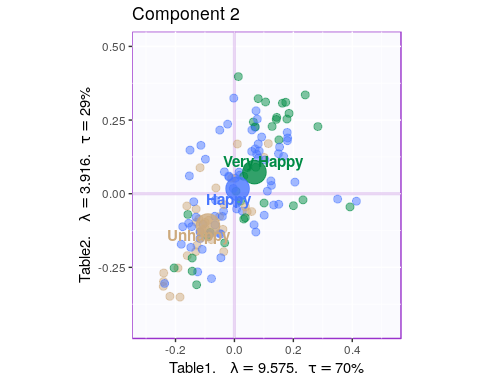 Component 2
0.50
0.25
0.00
-0.25
Table2. λ = 3.916. τ = 29%
Very Happy
Happy
Unhappy
-0.2 0.0 0.2 0.4
Table1. λ = 9.575. τ = 70%